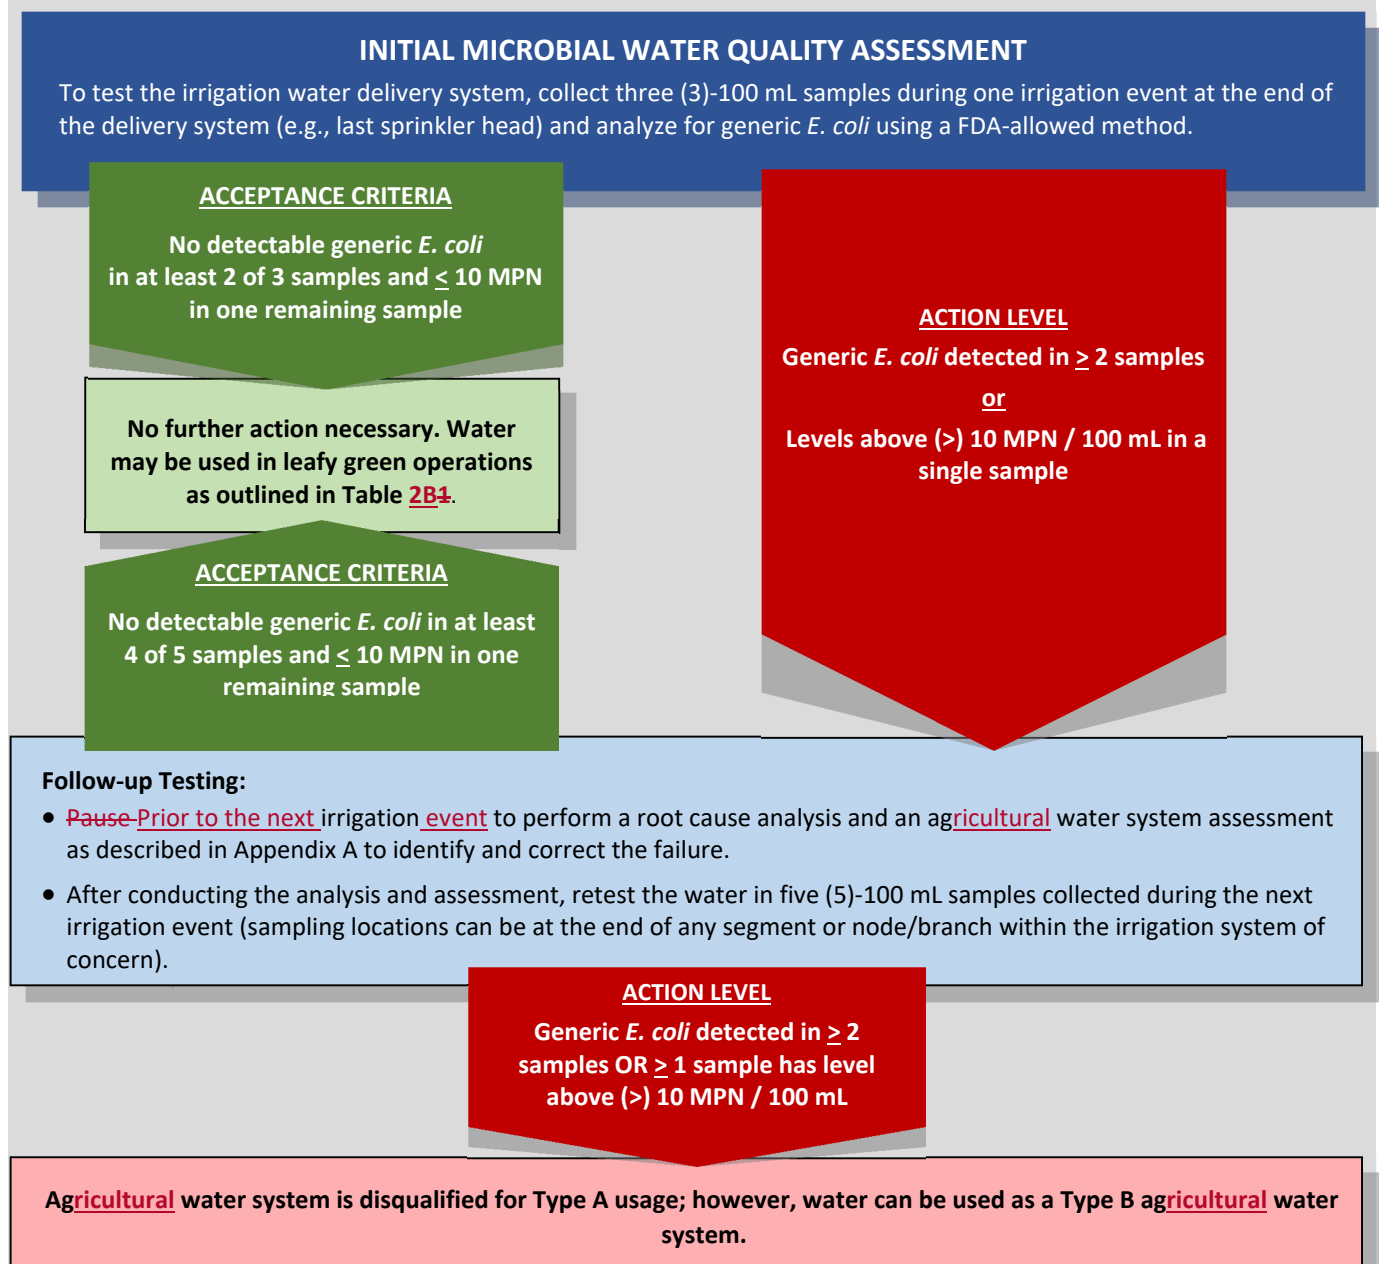 INITIAL MICROBIAL WATER QUALITY ASSESSMENT
To test the irrigation water delivery system, collect three (3)-100 mL samples during one irrigation event at the end of
the delivery system (e.g., last sprinkler head) and analyze for generic E. coli using a FDA-allowed method.
ACCEPTANCE CRITERIA
No detectable generic E. coli
in at least 2 of 3 samples and ≤ 10 MPN
in one remaining sample
No further action necessary. Water
may be used in leafy green operations
as outlined in Table 2B1.
ACCEPTANCE CRITERIA
No detectable generic E. coli in at least
4 of 5 samples and ≤ 10 MPN in one
remaining sample
ACTION LEVEL
Generic E. coli detected in ≥ 2 samples
or
Levels above (>) 10 MPN / 100 mL in a
single sample
Follow-up Testing:
• Pause Prior to the next irrigation event to perform a root cause analysis and an agricultural water system assessment
as described in Appendix A to identify and correct the failure.
• After conducting the analysis and assessment, retest the water in five (5)-100 mL samples collected during the next
irrigation event (sampling locations can be at the end of any segment or node/branch within the irrigation system of
concern).
ACTION LEVEL
Generic E. coli detected in ≥ 2
samples OR ≥ 1 sample has level
above (>) 10 MPN / 100 mL
Agricultural water system is disqualified for Type A usage; however, water can be used as a Type B agricultural water
system.